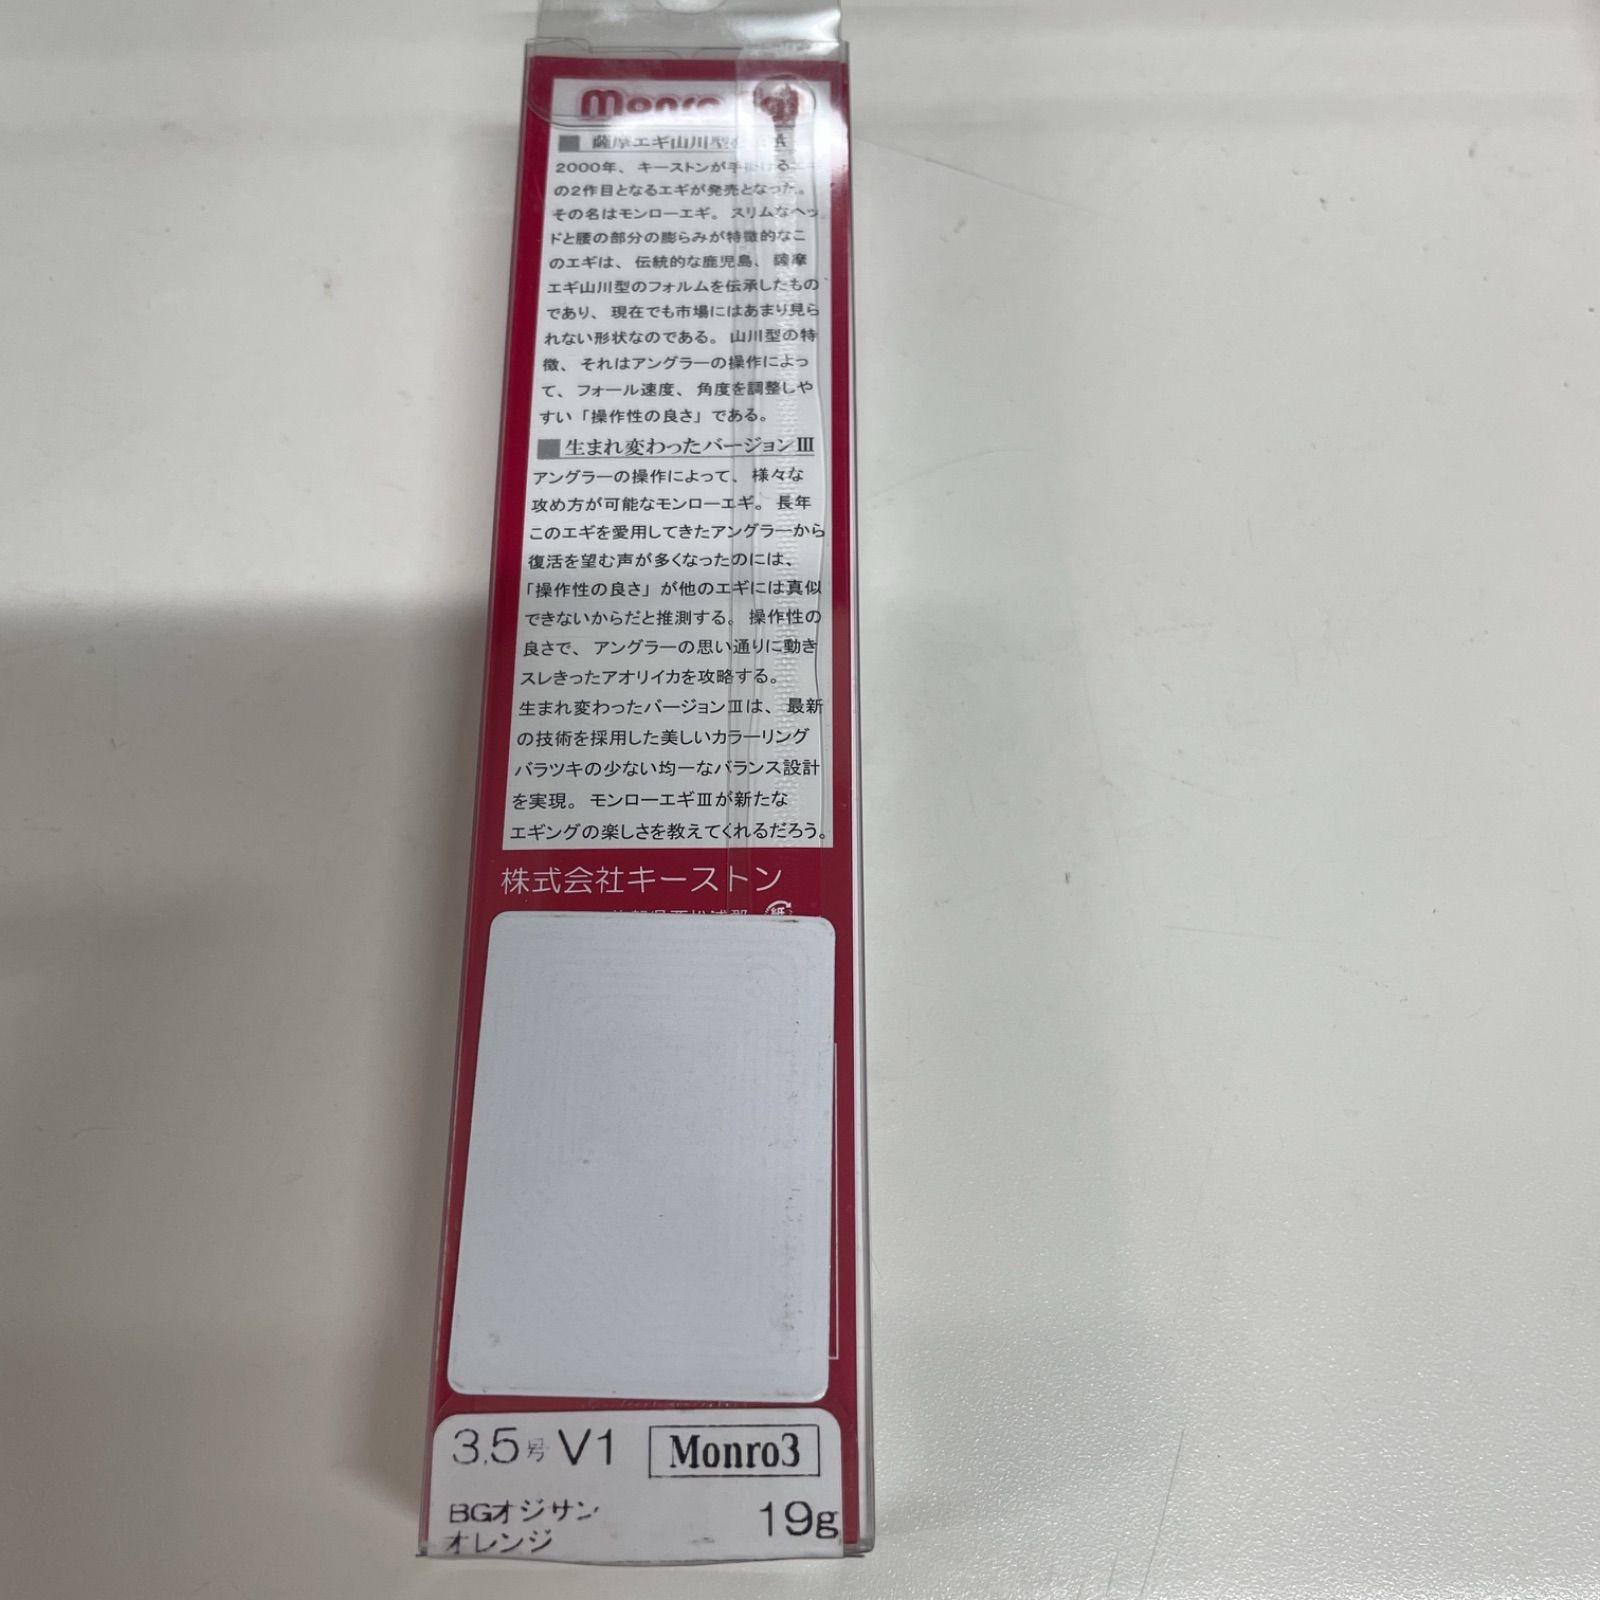 Monro
薩摩エギ山川型
2000年、キーストンが手掛けるエギ
の2作目となるエギが発売となった。
その名はモンローエギ。スリムなヘッ
ドと腰の部分の膨らみが特徴的なこ
のエギは、伝統的な鹿児島、薩摩
エギ山川型のフォルムを伝承したもの
であり、現在でも市場にはあまり見ら
れない形状なのである。山川型の特
徴、それはアングラーの操作によっ
て、フォール速度、角度を調整しや
すい「操作性の良さ」である。
生まれ変わったバージョンⅢ
アングラーの操作によって、様々な
攻め方が可能なモンローエギ。長年
このエギを愛用してきたアングラーから
復活を望む声が多くなったのには、
「操作性の良さ」が他のエギには真似
できないからだと推測する。操作性の
良さで、アングラーの思い通りに動き
スレきったアオリイカを攻略する。
生まれ変わったバージョンⅢは、最新
の技術を採用した美しいカラーリング
バラツキの少ない均一なバランス設計
を実現。モンローエギⅢが新たな
エギングの楽しさを教えてくれるだろう。
株式会社キーストン
紙
3.5号 V1 Monro3
BGオジサン
オレンジ 19g